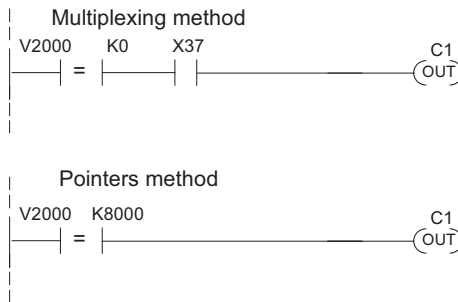 Multiplexing method
V2000 K0 X37 C1
= OUT
Pointers method
V2000 K8000 C1
= OUT